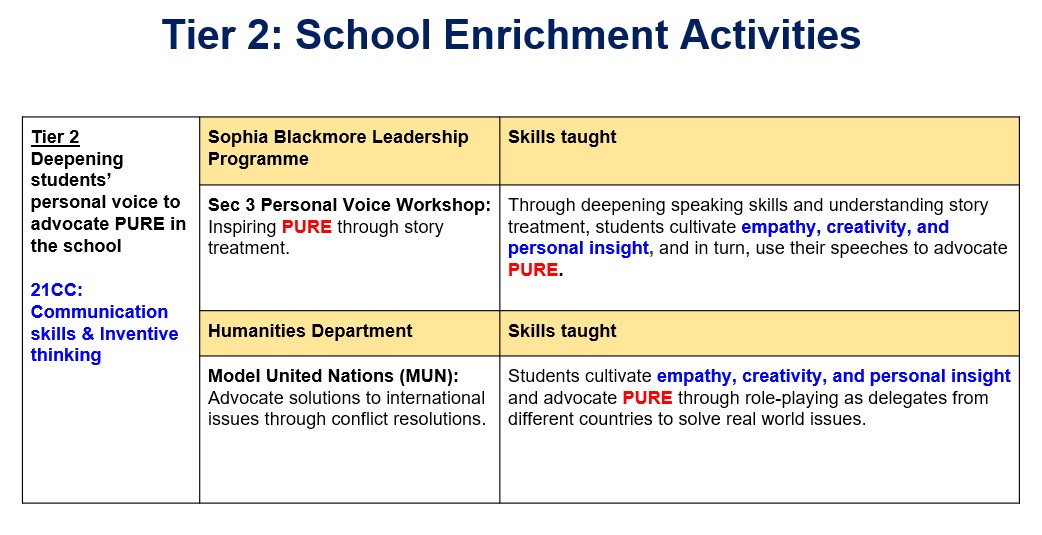 Tier 2: School Enrichment Activities
Tier 2
Deepening
students’
personal voice to
advocate PURE in
the school
21CC:
Communication
skills & Inventive
thinking
Sophia Blackmore Leadership
Programme
Skills taught
Sec 3 Personal Voice Workshop:
Inspiring PURE through story
treatment.
Through deepening speaking skills and understanding story
treatment, students cultivate empathy, creativity, and
personal insight, and in turn, use their speeches to advocate
PURE.
Humanities Department
Skills taught
Model United Nations (MUN):
Advocate solutions to international
issues through conflict resolutions.
Students cultivate empathy, creativity, and personal insight
and advocate PURE through role-playing as delegates from
different countries to solve real world issues.